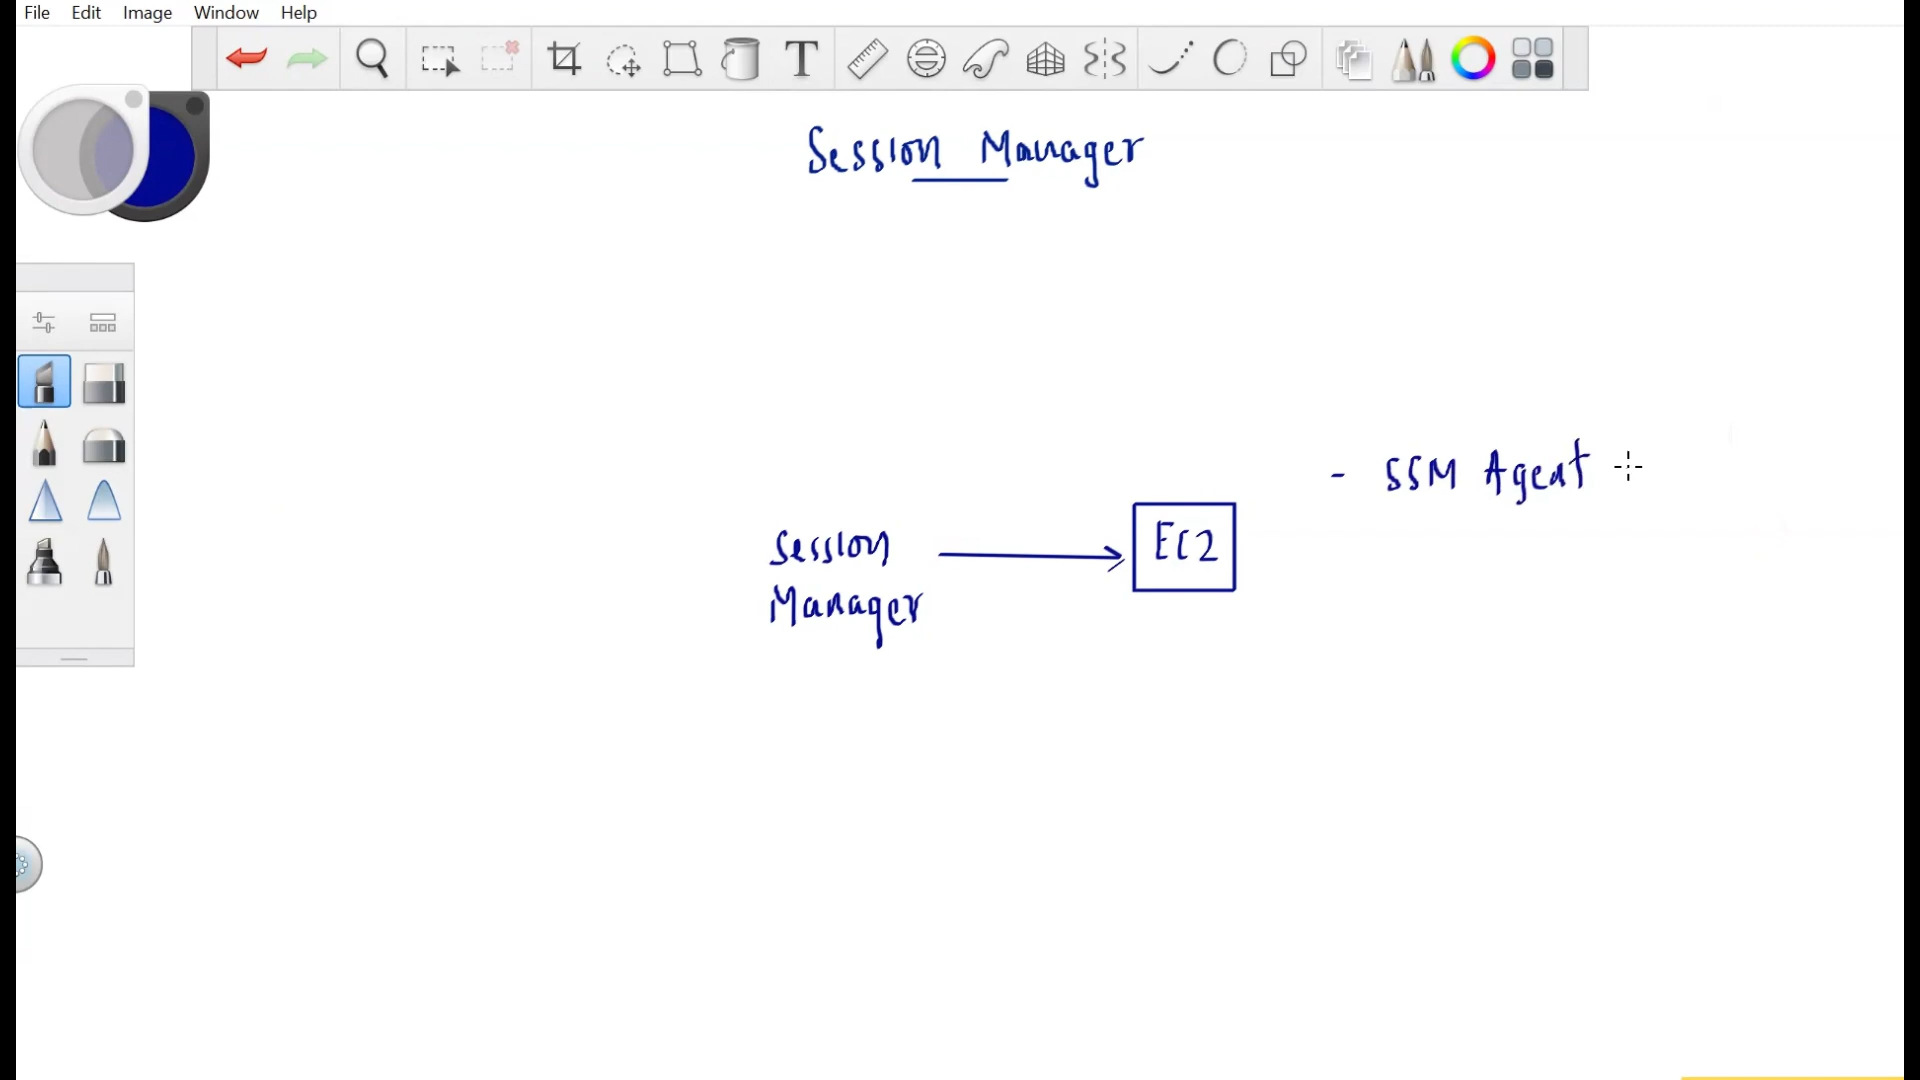 File Edit Image Window Help
T
Session Manager
- SSM Agent
Session
Manager
EC2